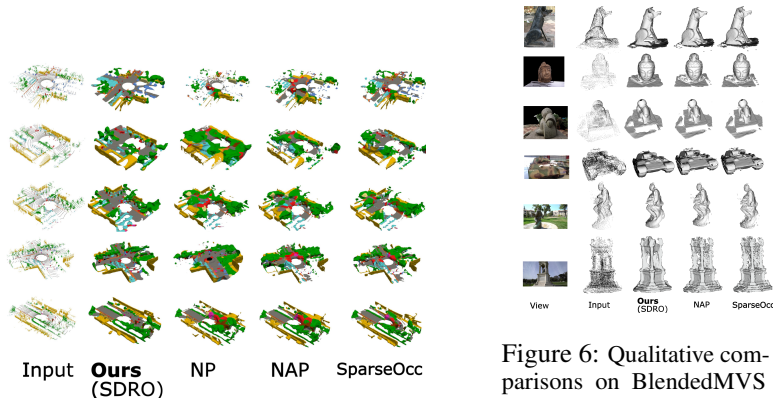 Input Ours NP NAP SparseOcc
(SDRO)
View Input Ours NAP SparseOcc
(SDRO)
Figure 6: Qualitative com-
parisons on BlendedMVS